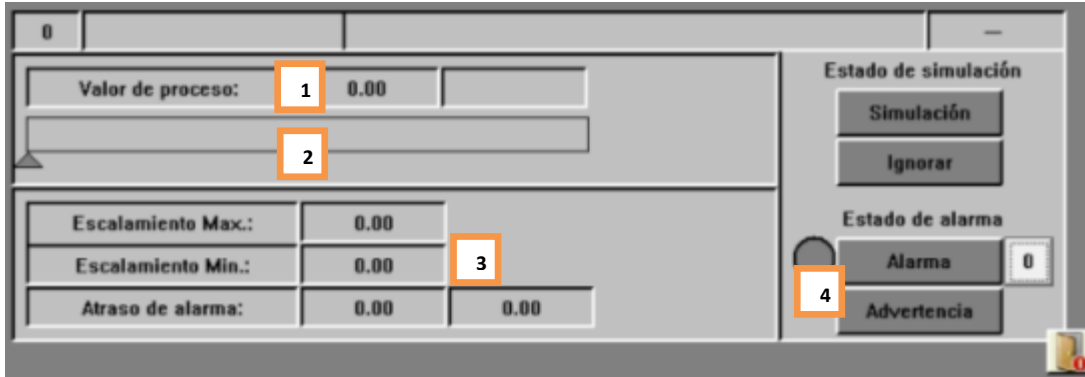 0 —
Estado de simulación
Valor de proceso: 1 0.00
Simulación
2
Ignorar
Escalamiento Max.: 0.00
Estado de alarma
Escalamiento Min.: 0.00 3
Alarma 0
Atraso de alarma: 0.00 0.00
4
Advertencia